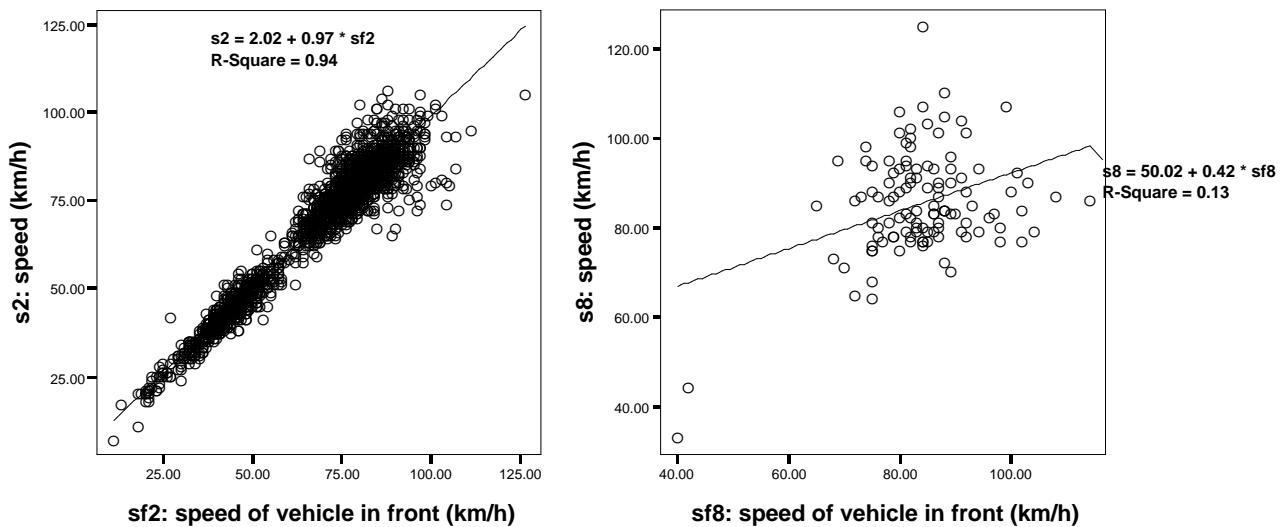 s2 = 2.02 + 0.97 * sf2
R-Square = 0.94
125.00
100.00
75.00
50.00
25.00
s2: speed (km/h)
25.00 50.00 75.00 100.00 125.00
sf2: speed of vehicle in front (km/h)
120.00
100.00
80.00
60.00
40.00
s8: speed (km/h)
s8 = 50.02 + 0.42 * sf8
R-Square = 0.13
40.00 60.00 80.00 100.00
sf8: speed of vehicle in front (km/h)